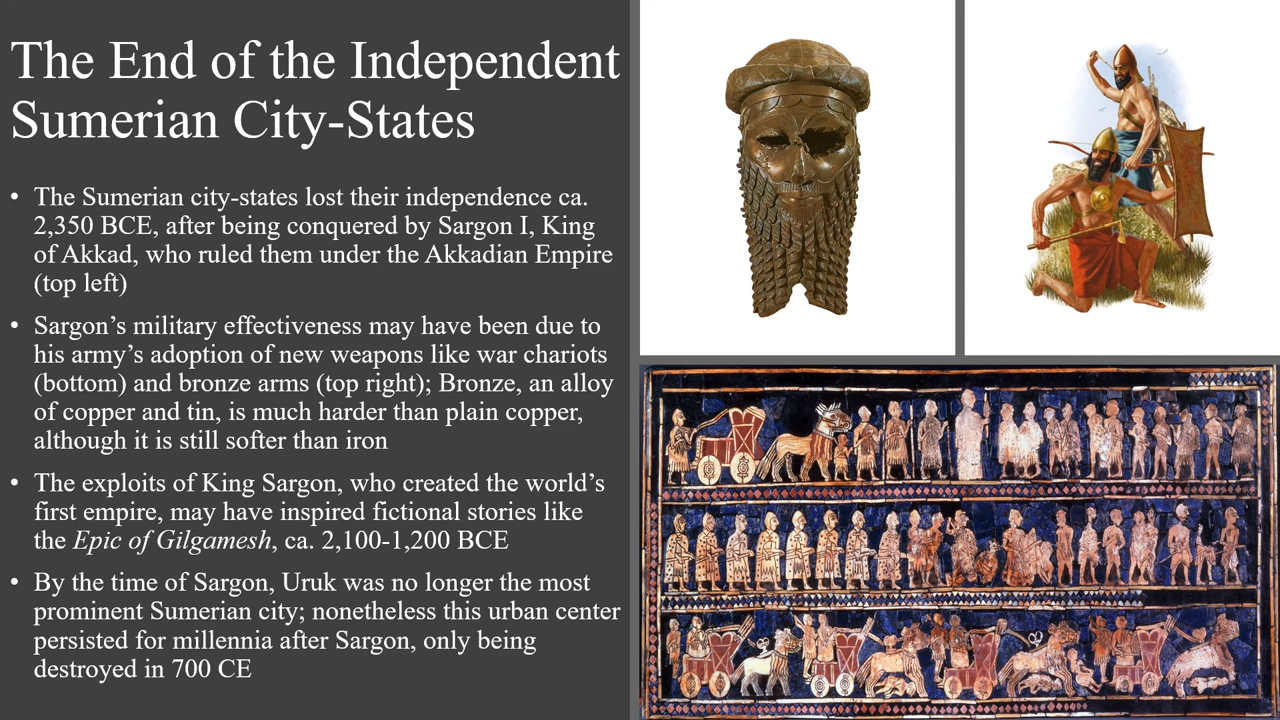 The End of the Independent
Sumerian City-States
• The Sumerian city-states lost their independence ca.
2,350 BCE, after being conquered by Sargon I, King
of Akkad, who ruled them under the Akkadian Empire
(top left)
• Sargon’s military effectiveness may have been due to
his army’s adoption of new weapons like war chariots
(bottom) and bronze arms (top right); Bronze, an alloy
of copper and tin, is much harder than plain copper,
although it is still softer than iron
• The exploits of King Sargon, who created the world’s
first empire, may have inspired fictional stories like
the Epic of Gilgamesh, ca. 2,100-1,200 BCE
• By the time of Sargon, Uruk was no longer the most
prominent Sumerian city; nonetheless this urban center
persisted for millennia after Sargon, only being
destroyed in 700 CE